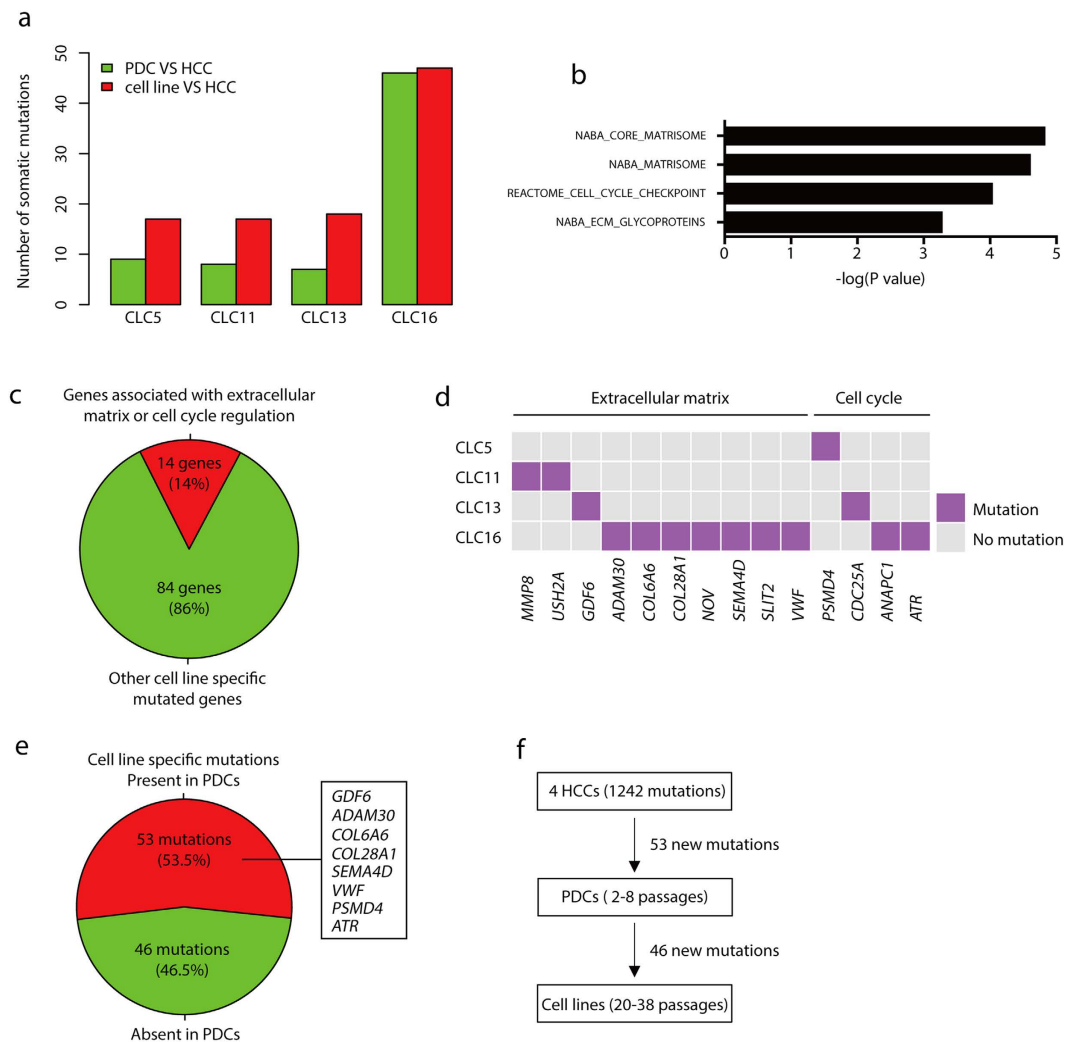 a
Number of somatic mutations
0
10
20
30
40
50
PDC VS HCC
cell line VS HCC
CLC5
CLC11
CLC13
CLC16
b
NABA_CORE_MATRISOME
NABA_MATRISOME
REACTOME_CELL_CYCLE_CHECKPOINT
NABA_ECM_GLYCOPROTEINS
0
1
2
3
4
5
-log(P value)
c
Genes associated with extracellular
matrix or cell cycle regulation
14 genes
(14%)
84 genes
(86%)
Other cell line specific
mutated genes
d
Extracellular matrix
Cell cycle
CLC5
CLC11
CLC13
CLC16
Mutation
No mutation
MMP8
USH2A
GDF6
ADAM30
COL6A6
COL28A1
NOV
SEMA4D
SLIT2
VWF
PSMD4
CDC25A
ANAPC1
ATR
e
Cell line specific mutations
Present in PDCs
53 mutations
(53.5%)
46 mutations
(46.5%)
Absent in PDCs
GDF6
ADAM30
COL6A6
COL28A1
SEMA4D
VWF
PSMD4
ATR
f
4 HCCs (1242 mutations)
53 new mutations
PDCs ( 2-8 passages)
46 new mutations
Cell lines (20-38 passages)